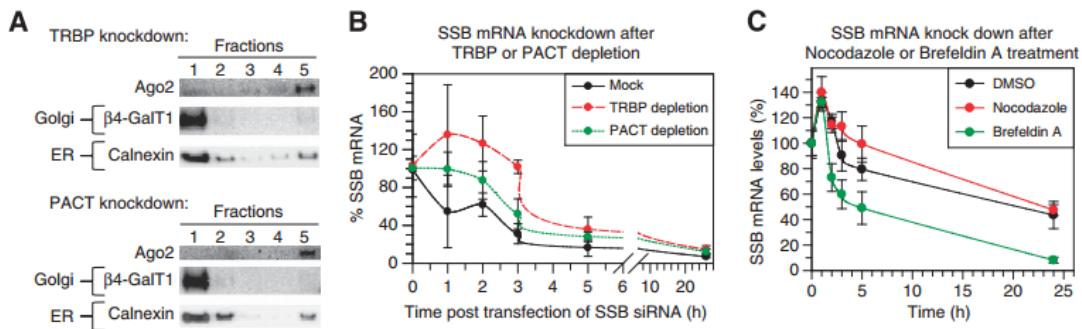 A
TRBP knockdown:
Fractions
1 2 3 4 5
Ago2
Golgi β4-GalT1
ER Calnexin
PACT knockdown:
Fractions
1 2 3 4 5
Ago2
Golgi β4-GalT1
ER Calnexin
B
SSB mRNA knockdown after
TRBP or PACT depletion
% SSB mRNA
200
160
120
80
40
0
Mock
TRBP depletion
PACT depletion
0 1 2 3 4 5 6 10 20
Time post transfection of SSB siRNA (h)
C
SSB mRNA knock down after
Nocodazole or Brefeldin A treatment
SSB mRNA levels (%)
140
120
100
80
60
40
20
0
DMSO
Nocodazole
Brefeldin A
0 5 10 15 20 25
Time (h)